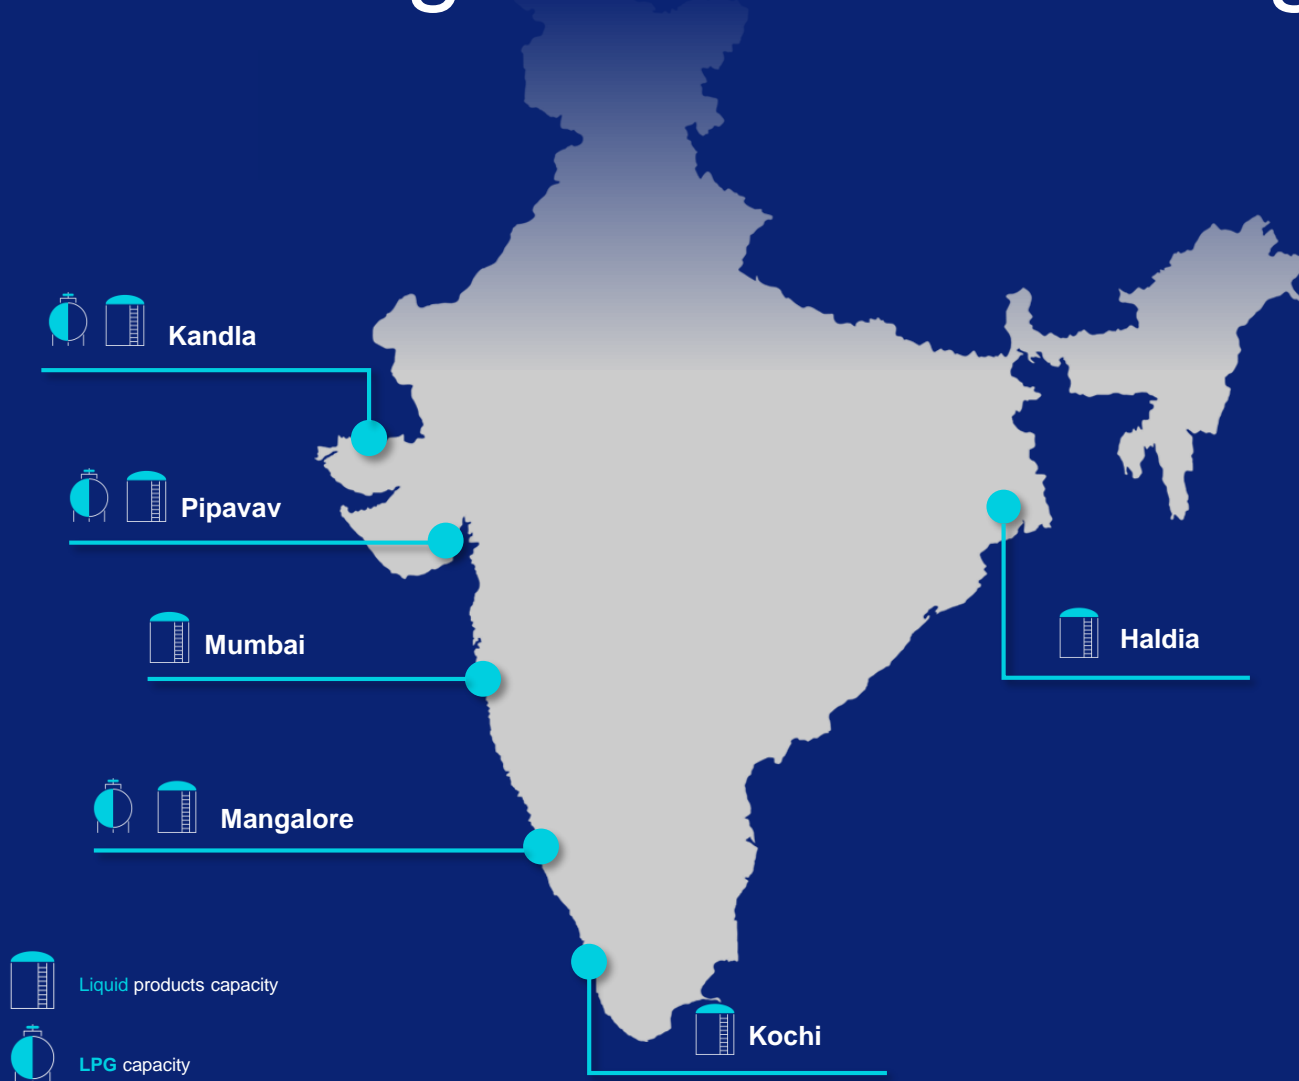 Kandla
Pipavav
Mumbai
Haldia
Mangalore
Liquid products capacity
Kochi
LPG capacity